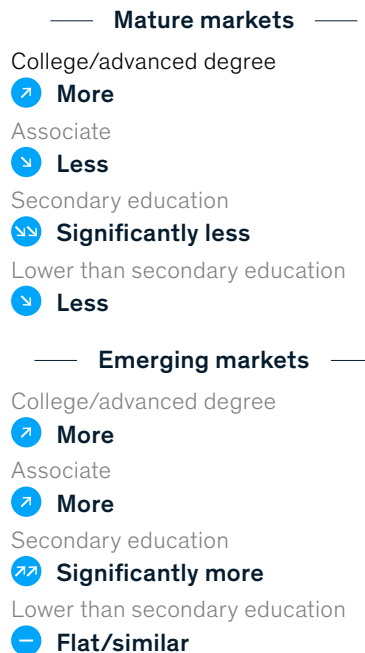 Mature markets
College/advanced degree
More
Associate
Less
Secondary education
Significantly less
Lower than secondary education
Less
Emerging markets
College/advanced degree
More
Associate
More
Secondary education
Significantly more
Lower than secondary education
Flat/similar